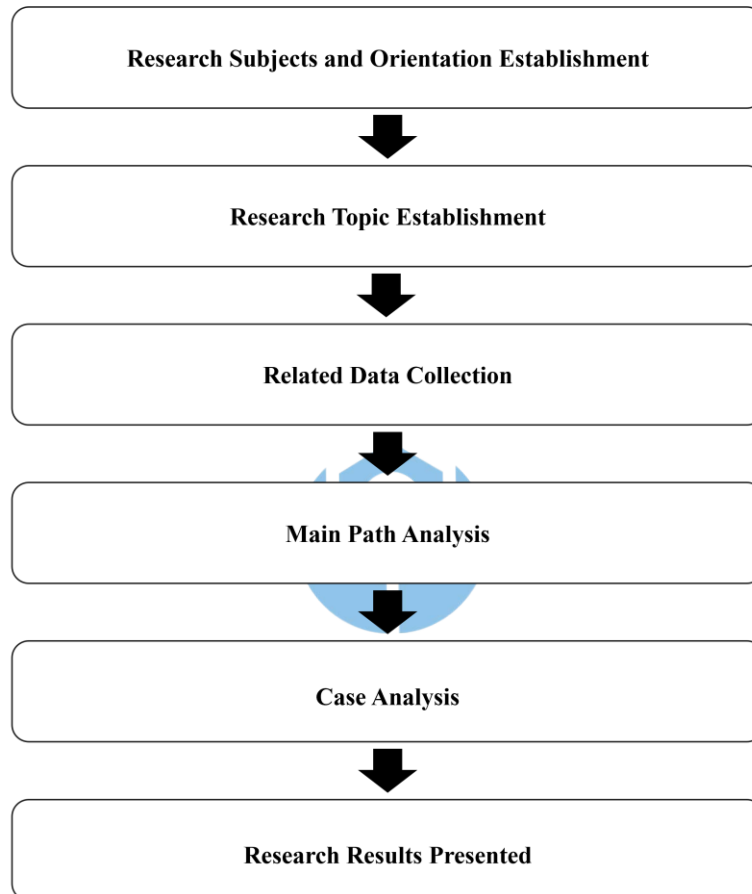 Research Subjects and Orientation Establishment
Research Topic Establishment
Related Data Collection
Main Path Analysis
Case Analysis
Research Results Presented